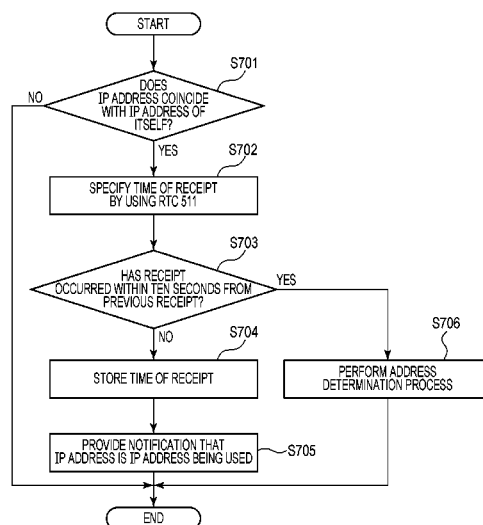 START
S701
DOES
IP ADDRESS COINCIDE
WITH IP ADDRESS OF
ITSELF?
NO
YES
S702
SPECIFY TIME OF RECEIPT
BY USING RTC 511
S703
HAS RECEIPT
OCCURRED WITHIN TEN SECONDS FROM
PREVIOUS RECEIPT?
YES
NO
S704
STORE TIME OF RECEIPT
S706
PERFORM ADDRESS
DETERMINATION PROCESS
PROVIDE NOTIFICATION THAT
IP ADDRESS IS IP ADDRESS BEING USED
S705
END